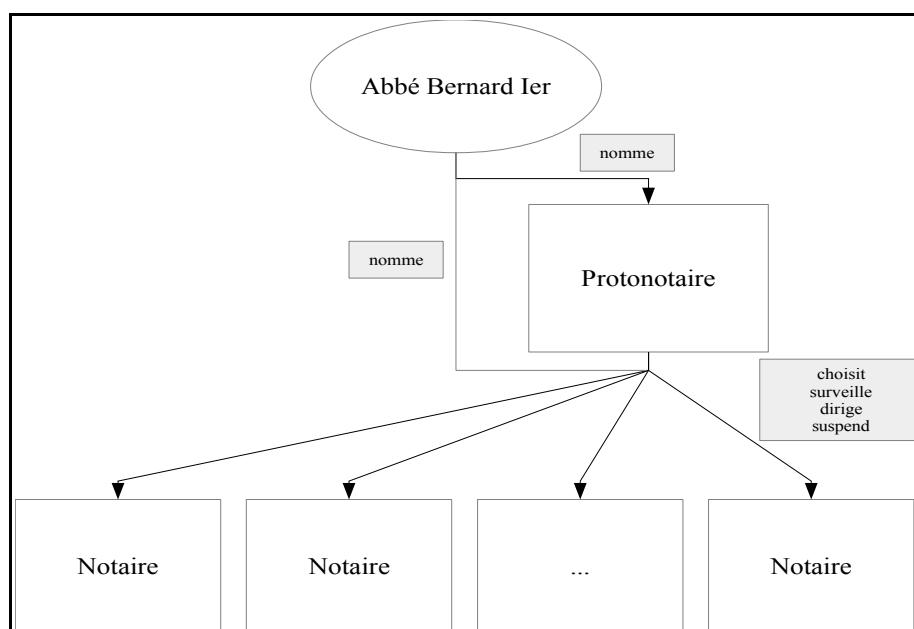 Abbé Bernard Ier
nomme
nomme
Protonotaire
choisit
surveille
dirige
suspend
Notaire
Notaire
...
Notaire